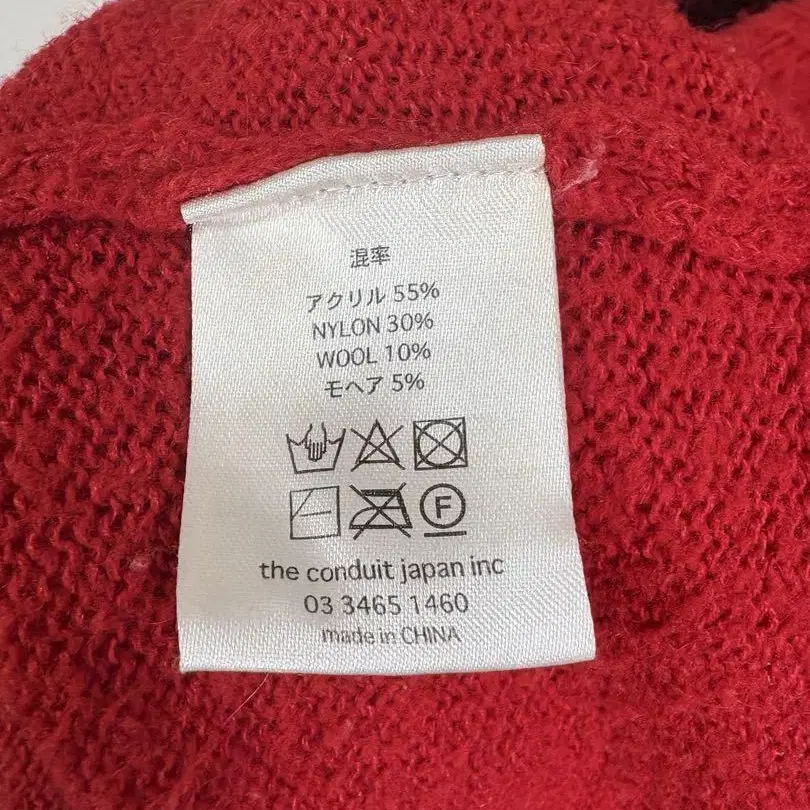 混率
アクリル 55%
NYLON 30%
WOOL 10%
モヘア 5%
F
the conduit japan inc
03 3465 1460
made in CHINA